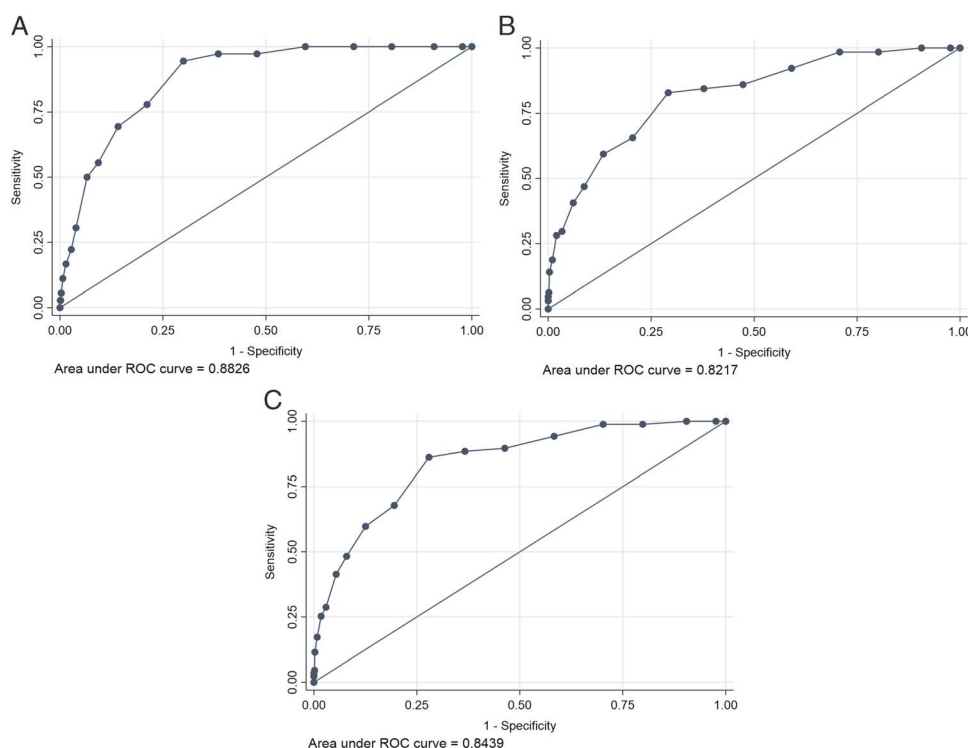 A
Sensitivity
1.00
0.75
0.50
0.25
0.00
0.00 0.25 0.50 0.75 1.00
1 - Specificity
Area under ROC curve = 0.8826
B
Sensitivity
1.00
0.75
0.50
0.25
0.00
0.00 0.25 0.50 0.75 1.00
1 - Specificity
Area under ROC curve = 0.8217
C
Sensitivity
1.00
0.75
0.50
0.25
0.00
0.00 0.25 0.50 0.75 1.00
1 - Specificity
Area under ROC curve = 0.8439